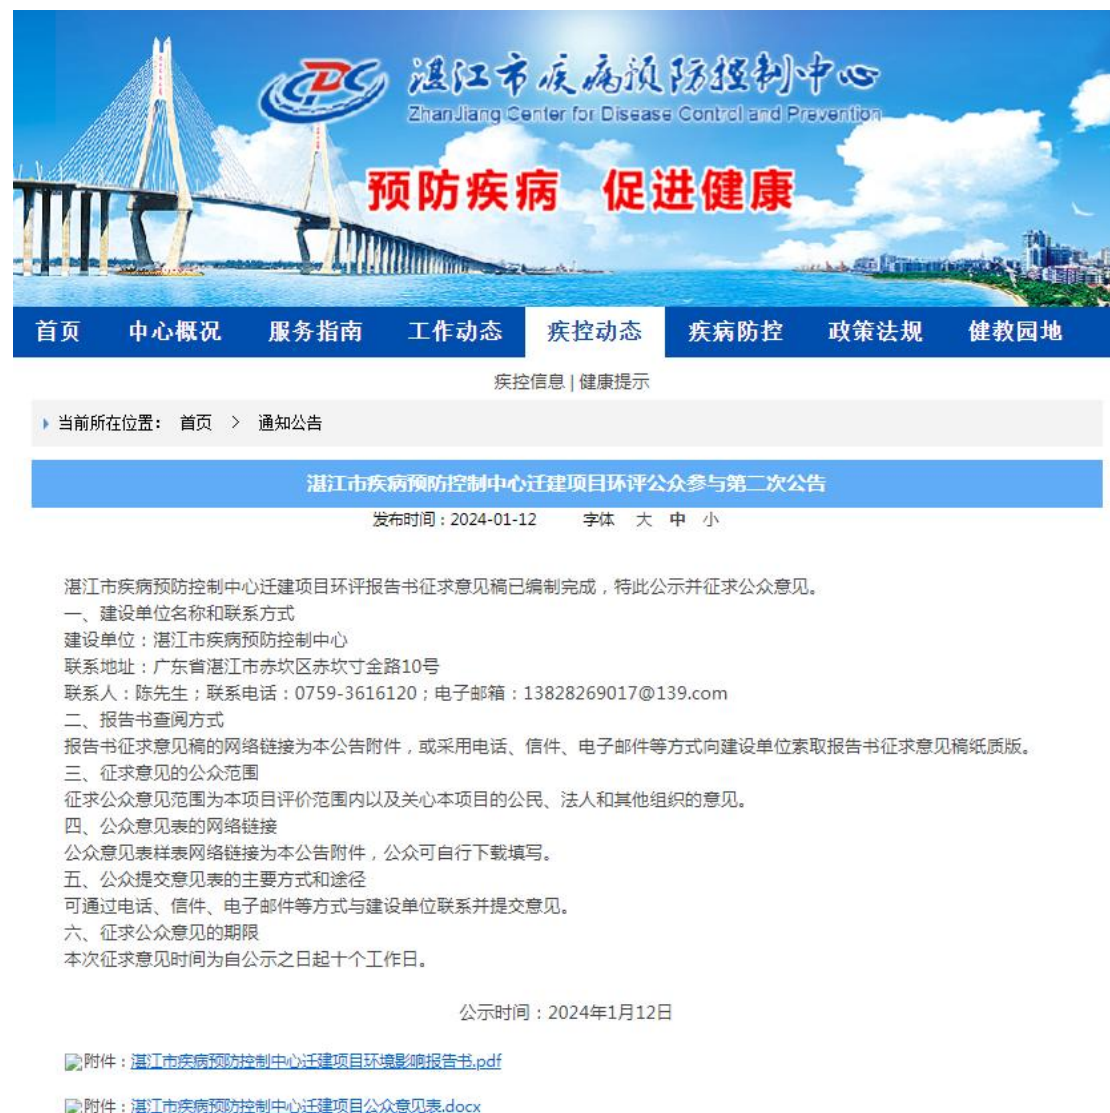 CDC 湛江市疾病预防控制中心
ZhanJiang Center for Disease Control and Prevention
预防疾病 促进健康
首页 中心概况 服务指南 工作动态 疾控动态 疾病防控 政策法规 健教园地
疾控信息 | 健康提示
当前所在位置： 首页 > 通知公告
湛江市疾病预防控制中心迁建项目环评公众参与第二次公告
发布时间：2024-01-12 字体 大 中 小
湛江市疾病预防控制中心迁建项目环评报告书征求意见稿已编制完成，特此公示并征求公众意见。
一、建设单位名称和联系方式
建设单位：湛江市疾病预防控制中心
联系地址：广东省湛江市赤坎区赤坎寸金路10号
联系人：陈先生；联系电话：0759-3616120；电子邮箱：13828269017@139.com
二、报告书查阅方式
报告书征求意见稿的网络链接为本公告附件，或采用电话、信件、电子邮件等方式向建设单位索取报告书征求意见稿纸质版。
三、征求意见的公众范围
征求公众意见范围为本项目评价范围内以及关心本项目的公民、法人和其他组织的意见。
四、公众意见表的网络链接
公众意见表样表网络链接为本公告附件，公众可自行下载填写。
五、公众提交意见表的主要方式和途径
可通过电话、信件、电子邮件等方式与建设单位联系并提交意见。
六、征求公众意见的期限
本次征求意见时间为自公示之日起十个工作日。
公示时间：2024年1月12日
附件：湛江市疾病预防控制中心迁建项目环境影响报告书.pdf
附件：湛江市疾病预防控制中心迁建项目公众意见表.docx